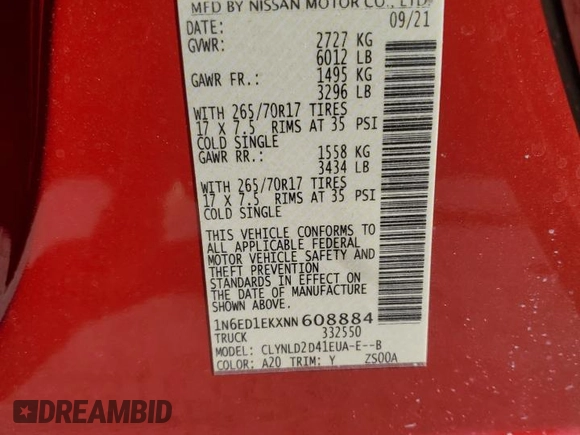 MFD BY NISSAN MOTOR CO., LTD.
DATE: 09/21
GVWR: 2727 KG
6012 LB
GAWR FR.: 1495 KG
3296 LB
WITH 265/70R17 TIRES
17 X 7.5 RIMS AT 35 PSI
COLD SINGLE
GAWR RR.: 1558 KG
3434 LB
WITH 265/70R17 TIRES
17 X 7.5 RIMS AT 35 PSI
COLD SINGLE
THIS VEHICLE CONFORMS TO
ALL APPLICABLE FEDERAL
MOTOR VEHICLE SAFETY AND
THEFT PREVENTION
STANDARDS IN EFFECT ON
THE DATE OF MANUFACTURE
SHOWN ABOVE.
1N6ED1EKXNN608884
TRUCK 332550
MODEL: CLYNLD2D41EUA-E--B
COLOR: A20 TRIM: Y ZS00A
DREAMBID